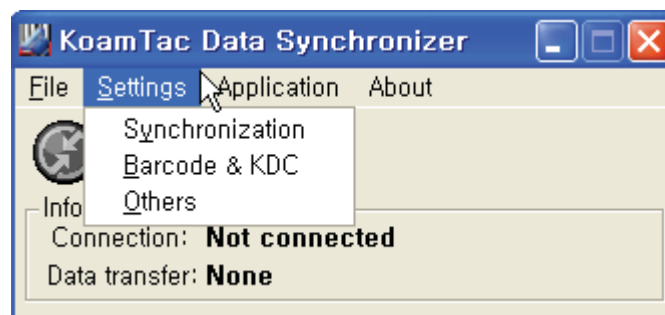 KoamTac Data Synchronizer
File Settings Application About
Synchronization
Barcode & KDC
Others
Info
Connection: Not connected
Data transfer: None